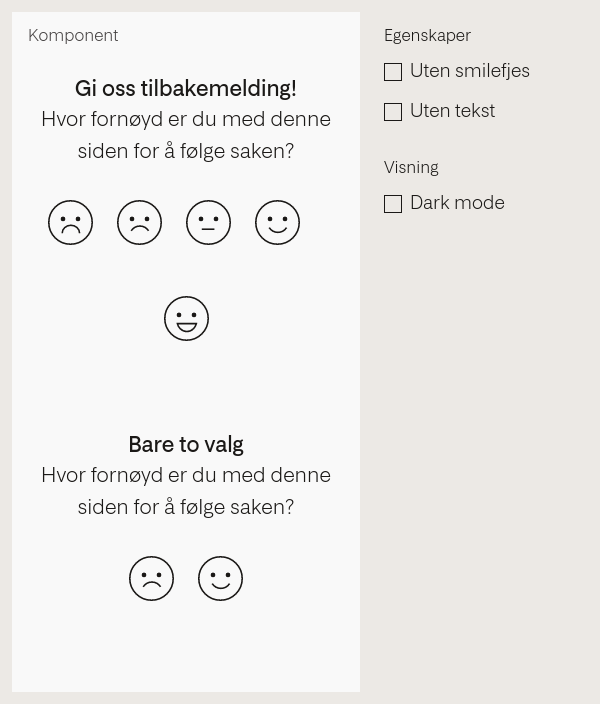 Komponent
Gi oss tilbakemelding!
Hvor fornøyd er du med denne
siden for å følge saken?
Bare to valg
Hvor fornøyd er du med denne
siden for å følge saken?
Egenskaper
Uten smilefjes
Uten tekst
Visning
Dark mode